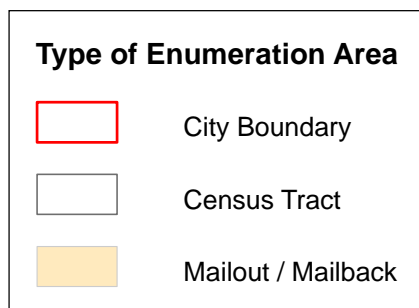 Type of Enumeration Area
City Boundary
Census Tract
Mailout / Mailback